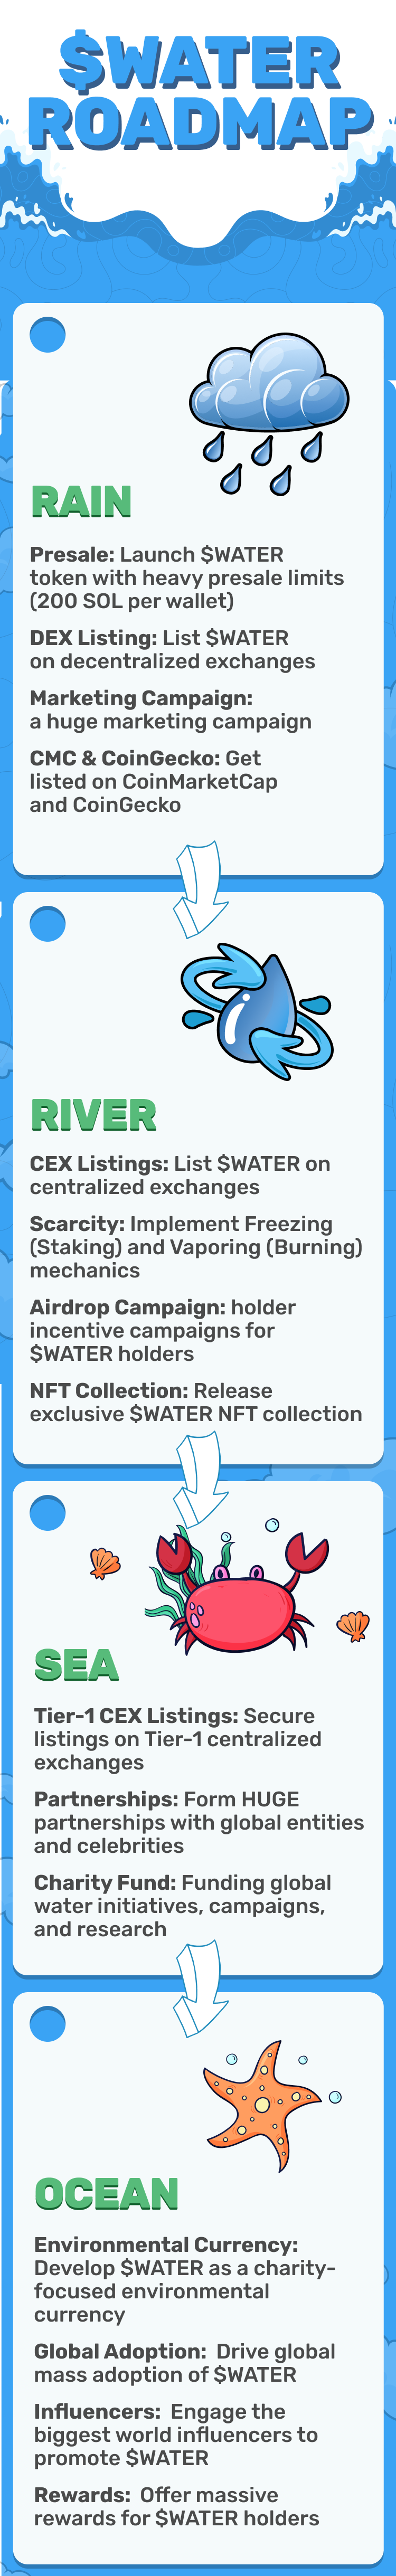 $WATER
ROADMAP
RAIN
Presale: Launch $WATER
token with heavy presale limits
(200 SOL per wallet)
DEX Listing: List $WATER
on decentralized exchanges
Marketing Campaign:
a huge marketing campaign
CMC & CoinGecko: Get
listed on CoinMarketCap
and CoinGecko
RIVER
CEX Listings: List $WATER on
centralized exchanges
Scarcity: Implement Freezing
(Staking) and Vaporing (Burning)
mechanics
Airdrop Campaign: holder
incentive campaigns for
$WATER holders
NFT Collection: Release
exclusive $WATER NFT collection
SEA
Tier-1 CEX Listings: Secure
listings on Tier-1 centralized
exchanges
Partnerships: Form HUGE
partnerships with global entities
and celebrities
Charity Fund: Funding global
water initiatives, campaigns,
and research
OCEAN
Environmental Currency:
Develop $WATER as a charity-
focused environmental
currency
Global Adoption: Drive global
mass adoption of $WATER
Influencers: Engage the
biggest world influencers to
promote $WATER
Rewards: Offer massive
rewards for $WATER holders